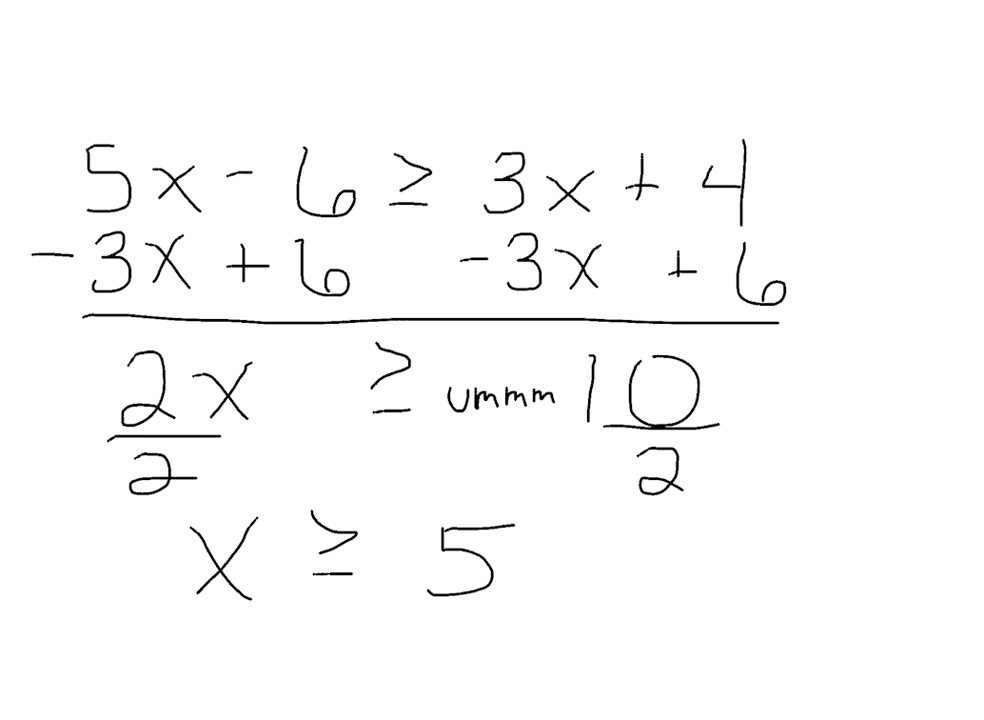 5x - 6 ≥ 3x + 4
-3x + 6 -3x + 6
2x ≥ ummm 10
2 2
x ≥ 5